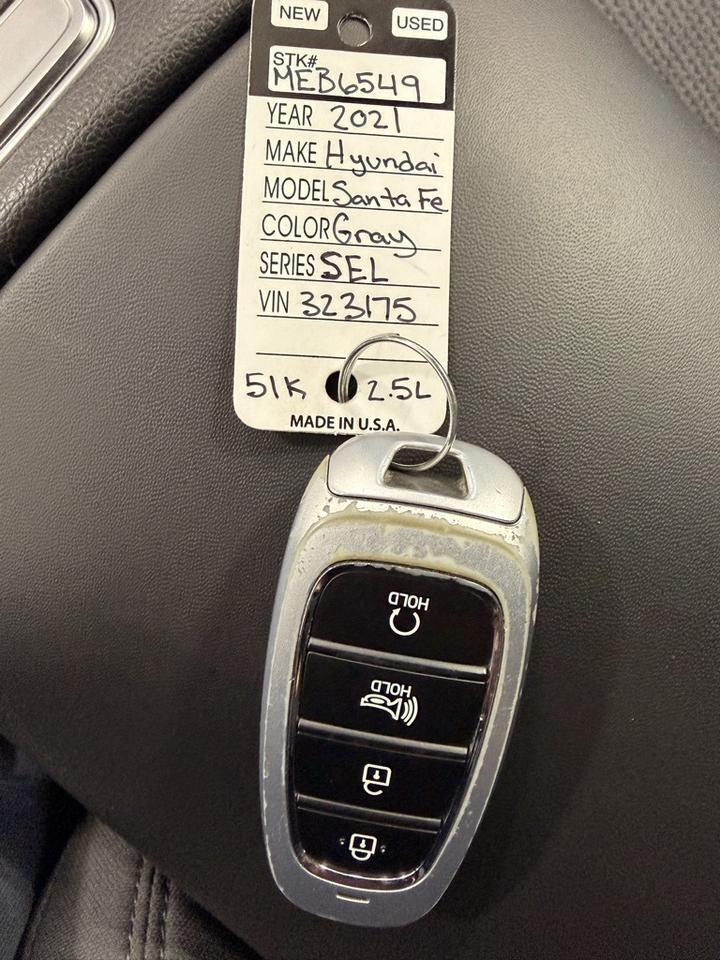 NEW USED
STK#
MEB6549
YEAR 2021
MAKE Hyundai
MODEL Santa Fe
COLOR Gray
SERIES SEL
VIN 323175
51K 2.5L
MADE IN U.S.A.
HOLD
HOLD